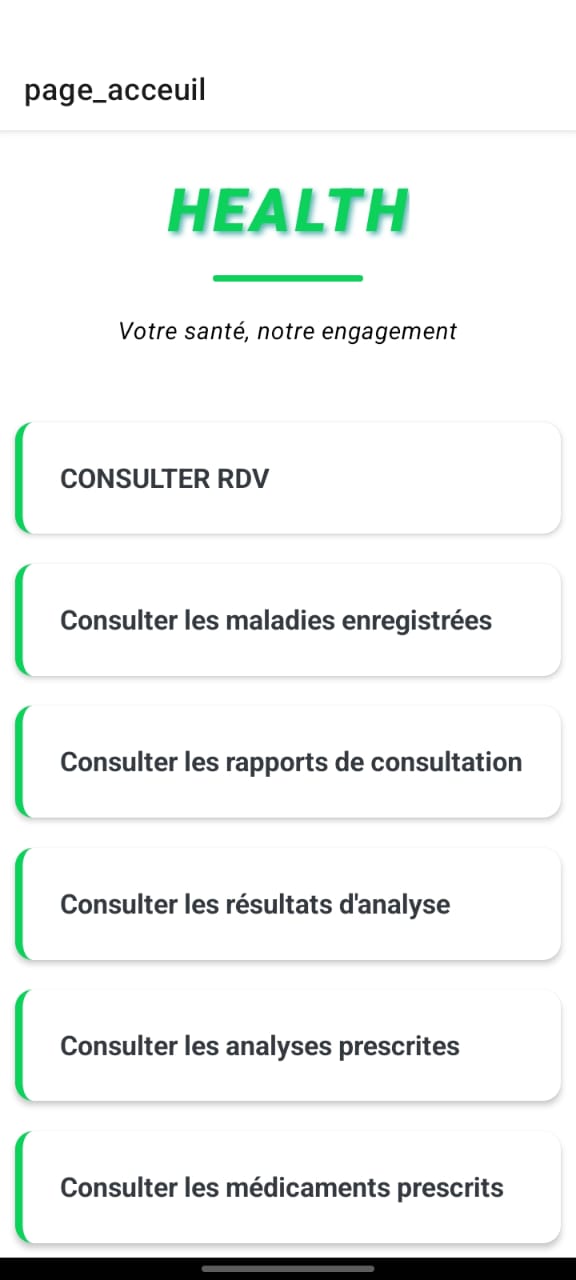 page_acceuil
HEALTH
Votre santé, notre engagement
CONSULTER RDV
Consulter les maladies enregistrées
Consulter les rapports de consultation
Consulter les résultats d'analyse
Consulter les analyses prescrites
Consulter les médicaments prescrits